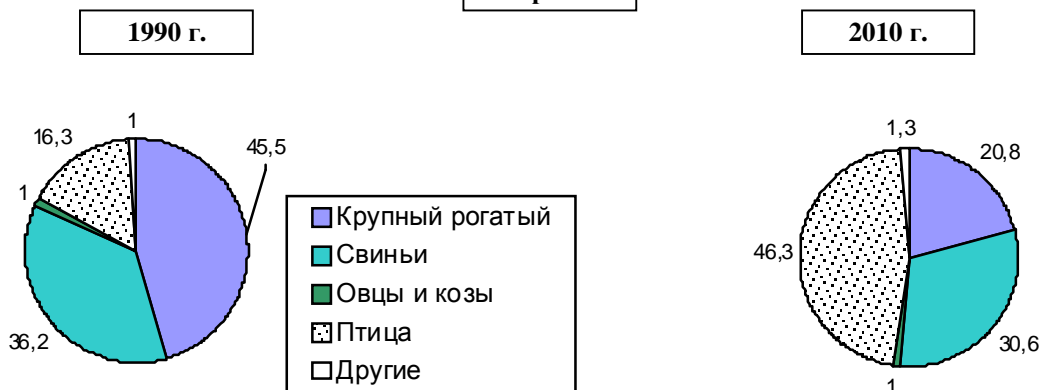 1990 г.
2010 г.
1
16,3
45,5
1
36,2
Крупный рогатый
Свиньи
Овцы и козы
Птица
Другие
1,3
20,8
46,3
30,6
1